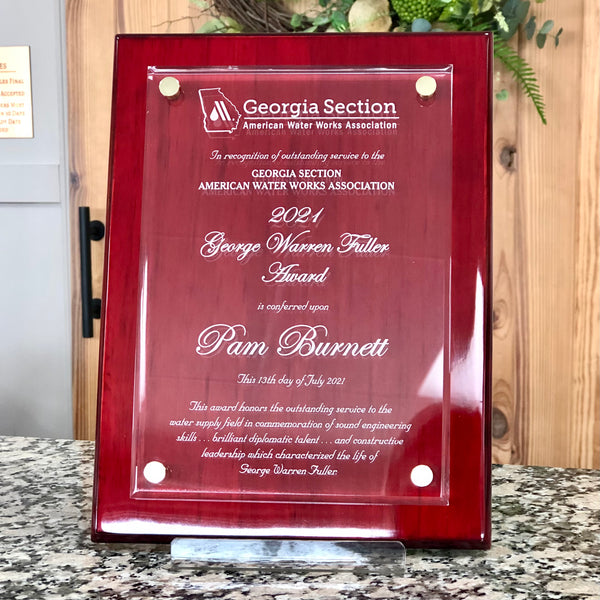 Georgia Section
American Water Works Association
In recognition of outstanding service to the
GEORGIA SECTION
AMERICAN WATER WORKS ASSOCIATION
2021
George Warren Fuller
Award
is conferred upon
Pam Burnett
This 13th day of July 2021
This award honors the outstanding service to the
water supply field in commemoration of sound engineering
skills . . . brilliant diplomatic talent . . . and constructive
leadership which characterized the life of
George Warren Fuller.